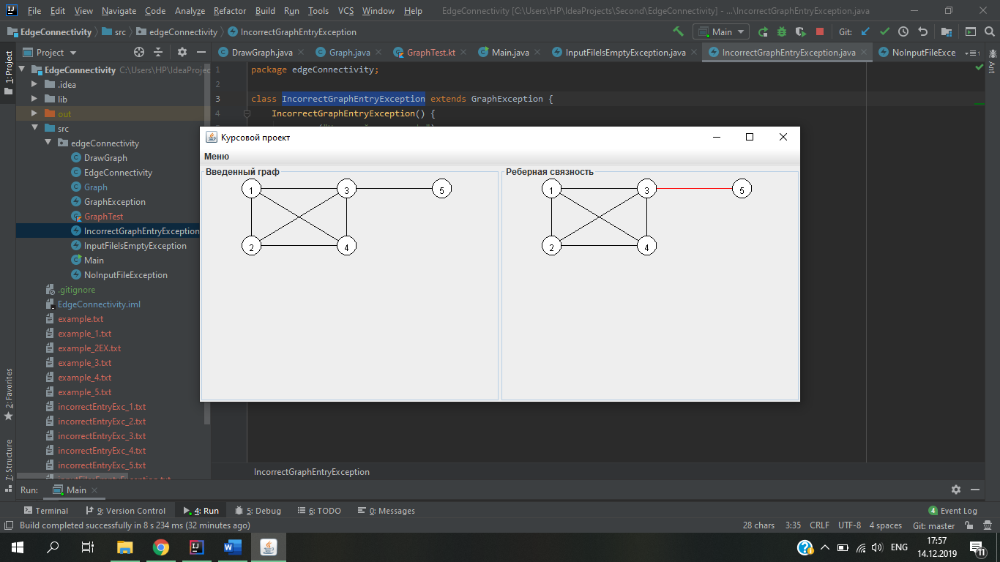 File Edit View Navigate Code Analyze Refactor Build Run Tools VCS Window Help EdgeConnectivity [C:\Users\HP\IdeaProjects\Second\EdgeConnectivity] - ...\IncorrectGraphEntryException.java
EdgeConnectivity src edgeConnectivity IncorrectGraphEntryException Main Git:
1: Project
Project
DrawGraph.java Graph.java GraphTest.kt Main.java InputFileIsEmptyException.java IncorrectGraphEntryException.java NoInputFileExce
Ant
EdgeConnectivity C:\Users\HP\IdeaProjec
.idea
lib
out
src
edgeConnectivity
DrawGraph
EdgeConnectivity
Graph
GraphException
GraphTest
IncorrectGraphEntryException
InputFileIsEmptyException
Main
NoInputFileException
.gitignore
EdgeConnectivity.iml
example.txt
example_1.txt
example_2EX.txt
example_3.txt
example_4.txt
example_5.txt
incorrectEntryExc_1.txt
incorrectEntryExc_2.txt
incorrectEntryExc_3.txt
incorrectEntryExc_4.txt
incorrectEntryExc_5.txt
1 package edgeConnectivity;
2
3 class IncorrectGraphEntryException extends GraphException {
4 IncorrectGraphEntryException() {
Курсовой проект
Меню
Введенный граф
1 3 5
2 4
Реберная связность
1 3 5
2 4
IncorrectGraphEntryException
2: Favorites
7: Structure
Run: Main
Terminal 9: Version Control 4: Run 5: Debug 6: TODO 0: Messages 4 Event Log
Build completed successfully in 8 s 234 ms (32 minutes ago) 28 chars 3:35 CRLF UTF-8 4 spaces Git: master
ENG 17:57
14.12.2019 11